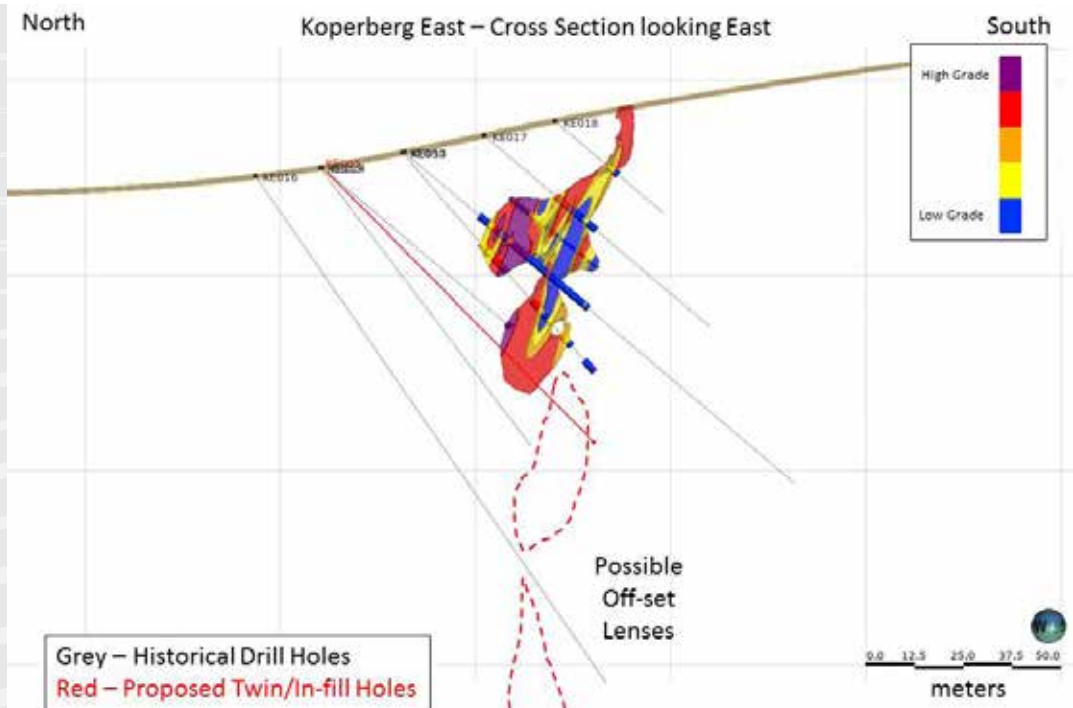 North
Koperberg East – Cross Section looking East
South
High Grade
Low Grade
KE018
KE017
KE016
Possible
Off-set
Lenses
W
0.0 12.5 25.0 37.5 50.0
meters
Grey – Historical Drill Holes
Red – Proposed Twin/In-fill Holes